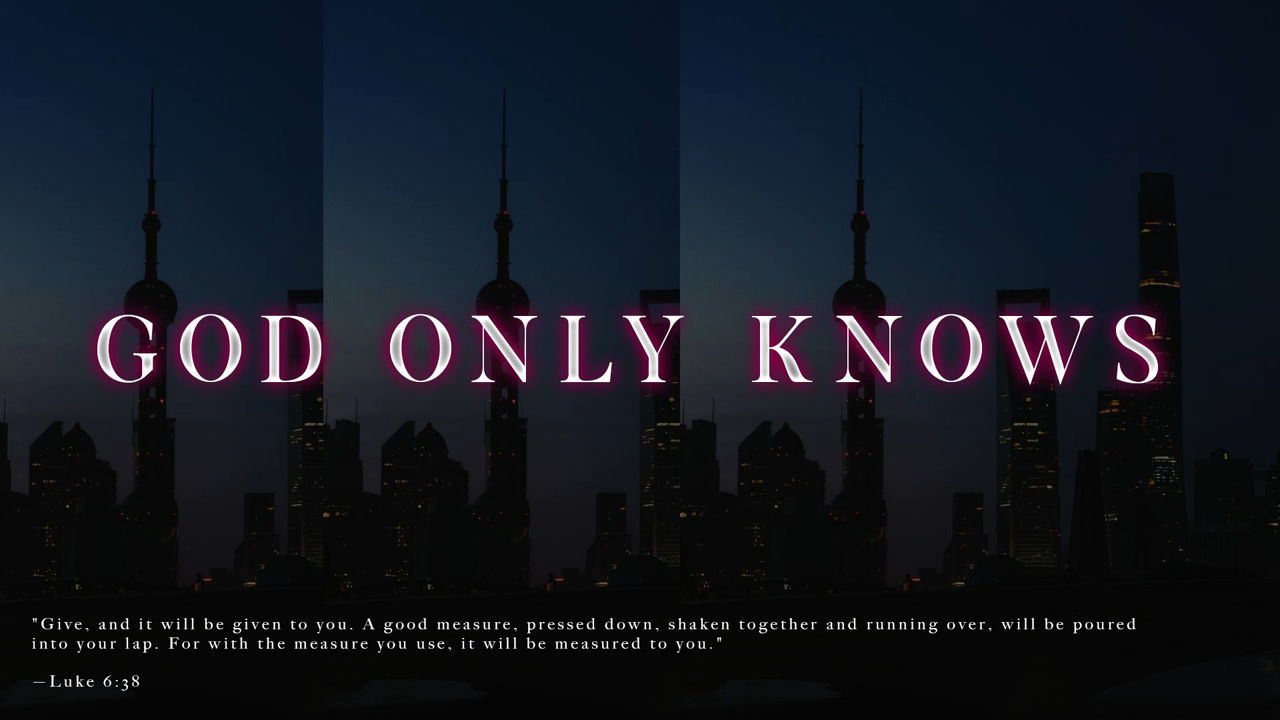 GOD ONLY KNOWS
"Give, and it will be given to you. A good measure, pressed down, shaken together and running over, will be poured
into your lap. For with the measure you use, it will be measured to you."
—Luke 6:38